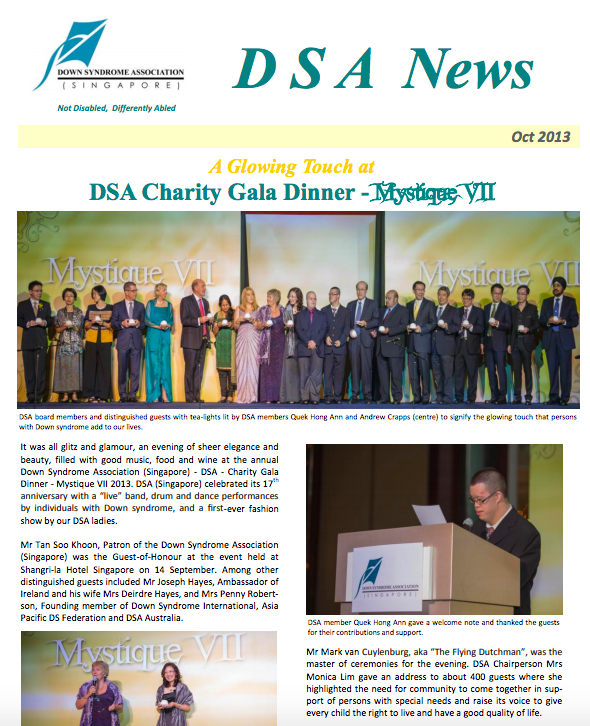 DOWN SYNDROME ASSOCIATION
[ SINGAPORE ]
Not Disabled, Differently Abled
D S A News
Oct 2013
A Glowing Touch at
DSA Charity Gala Dinner - Mystique VII
Mystique VII
Mystique VII
DSA board members and distinguished guests with tea-lights lit by DSA members Quek Hong Ann and Andrew Crapps (centre) to signify the glowing touch that persons
with Down syndrome add to our lives.
It was all glitz and glamour, an evening of sheer elegance and
beauty, filled with good music, food and wine at the annual
Down Syndrome Association (Singapore) - DSA - Charity Gala
Dinner - Mystique VII 2013. DSA (Singapore) celebrated its 17th
anniversary with a “live” band, drum and dance performances
by individuals with Down syndrome, and a first-ever fashion
show by our DSA ladies.
Mr Tan Soo Khoon, Patron of the Down Syndrome Association
(Singapore) was the Guest-of-Honour at the event held at
Shangri-la Hotel Singapore on 14 September. Among other
distinguished guests included Mr Joseph Hayes, Ambassador of
Ireland and his wife Mrs Deirdre Hayes, and Mrs Penny Robert-
son, Founding member of Down Syndrome International, Asia
Pacific DS Federation and DSA Australia.
Mystique VII
DOWN SYNDROME ASSOCIATION
[ SINGAPORE ]
DSA member Quek Hong Ann gave a welcome note and thanked the guests
for their contributions and support.
Mr Mark van Cuylenburg, aka “The Flying Dutchman”, was the
master of ceremonies for the evening. DSA Chairperson Mrs
Monica Lim gave an address to about 400 guests where she
highlighted the need for community to come together in sup-
port of persons with special needs and raise its voice to give
every child the right to live and have a good quality of life.